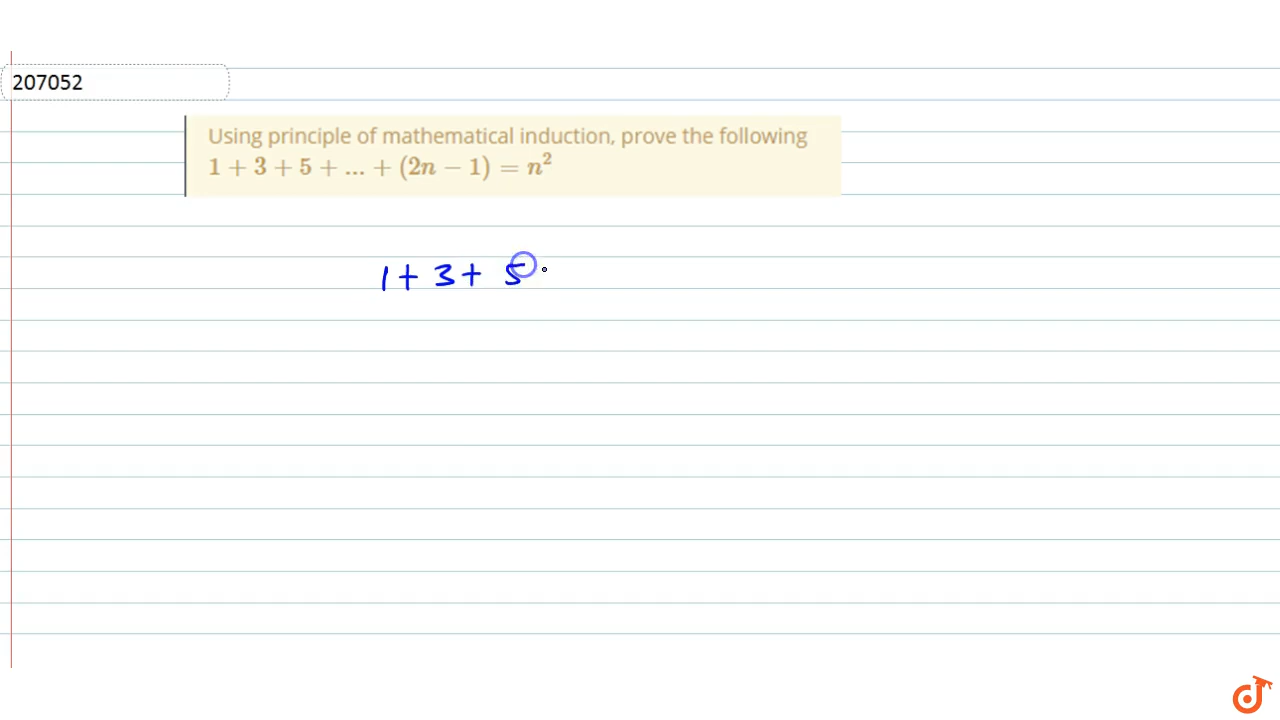 207052
Using principle of mathematical induction, prove the following
1 + 3 + 5 + ... + (2n − 1) = n²
1 + 3 + 5